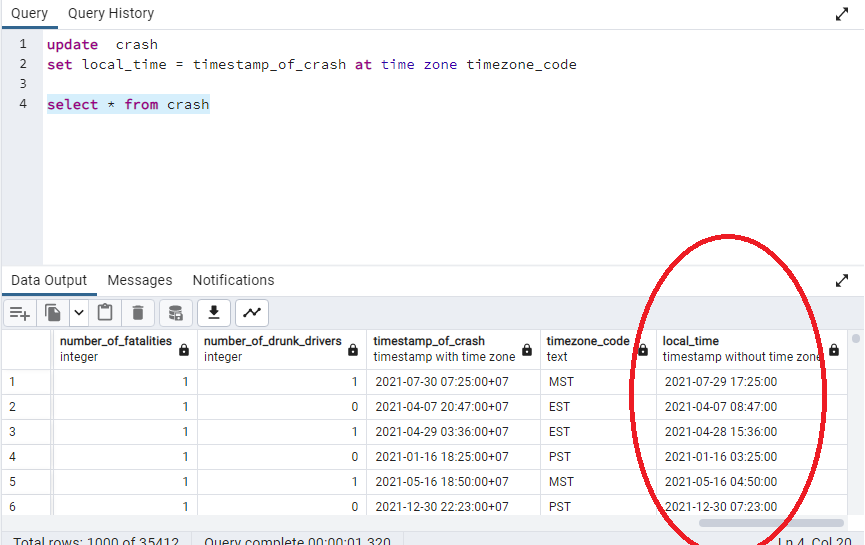 Query Query History
1 update crash
2 set local_time = timestamp_of_crash at time zone timezone_code
3
4 select * from crash
Data Output Messages Notifications
number_of_fatalities number_of_drunk_drivers timestamp_of_crash timezone_code local_time
integer integer timestamp with time zone text timestamp without time zone
1 1 1 2021-07-30 07:25:00+07 MST 2021-07-29 17:25:00
2 1 0 2021-04-07 20:47:00+07 EST 2021-04-07 08:47:00
3 1 1 2021-04-29 03:36:00+07 EST 2021-04-28 15:36:00
4 1 0 2021-01-16 18:25:00+07 PST 2021-01-16 03:25:00
5 1 1 2021-05-16 18:50:00+07 MST 2021-05-16 04:50:00
6 1 0 2021-12-30 22:23:00+07 PST 2021-12-30 07:23:00
Total rows: 1000 of 35412 Query complete 00:00:01.320 Ln 4, Col 20